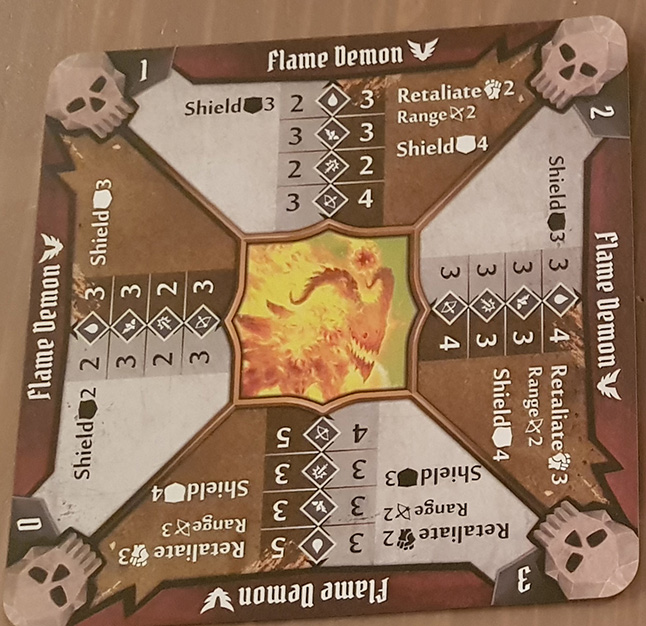 1
Flame Demon
Shield 3
2 3
3 3
2 2
3 4
Retaliate 2
Range 2
Shield 4
2
Flame Demon
Shield 3
3 4
3 3
3 3
3 4
Retaliate 3
Range 2
Shield 4
3
Flame Demon
Retaliate 2
Range 2
Shield 3
3 5
3 3
3 3
4 5
Retaliate 3
Range 3
Shield 4
0
Flame Demon
Shield 2
2 3
3 3
2 2
3 3
Shield 3